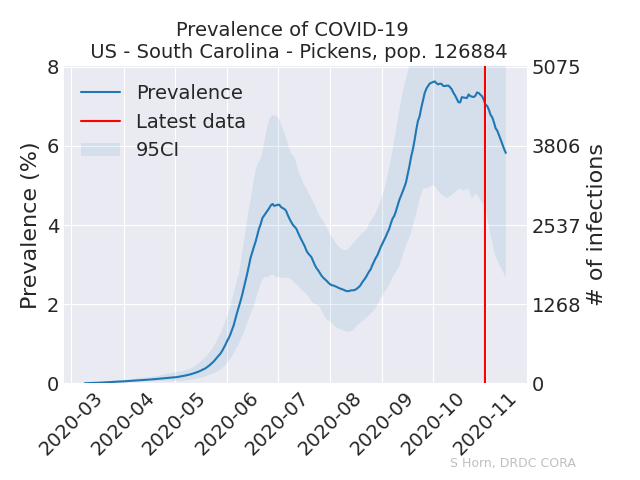 Prevalence of COVID-19
US - South Carolina - Pickens, pop. 126884
Prevalence
Latest data
95CI
Prevalence (%)
8
6
4
2
0
5075
3806
2537
1268
0
# of infections
2020-03
2020-04
2020-05
2020-06
2020-07
2020-08
2020-09
2020-10
2020-11
S Horn, DRDC CORA